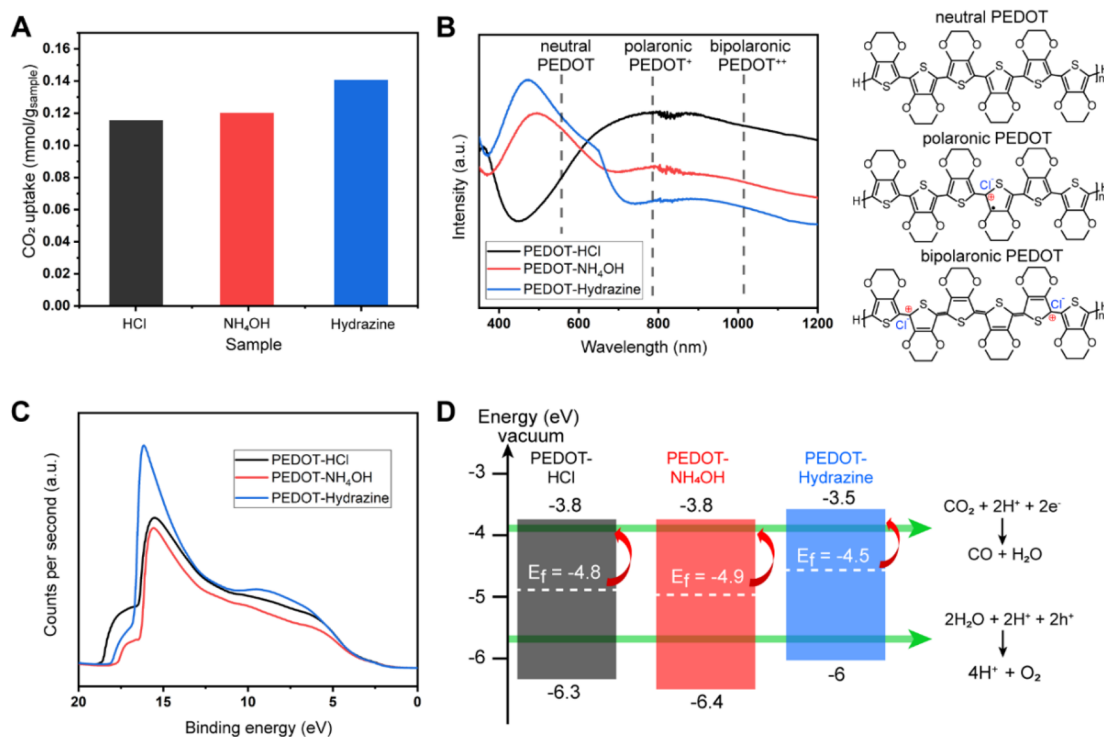 A
CO₂ uptake (mmol/gsample)
0.16
0.14
0.12
0.10
0.08
0.06
0.04
0.02
0.00
HCl NH₄OH Hydrazine
Sample
B
Intensity (a.u.)
neutral PEDOT
polaronic PEDOT⁺
bipolaronic PEDOT⁺⁺
PEDOT-HCl
PEDOT-NH₄OH
PEDOT-Hydrazine
400 600 800 1000 1200
Wavelength (nm)
neutral PEDOT
O O O O O O
S S S S S S
H H
n
O O O O O O
polaronic PEDOT
O O O O O O
Cl⁻
S S S S S S
H ⊕ H
n
O O O O O O
bipolaronic PEDOT
O O O O O O
Cl⁻
S S S S S S
H ⊕ ⊕ H
n
Cl⁻
O O O O O O
C
Counts per second (a.u.)
PEDOT-HCl
PEDOT-NH₄OH
PEDOT-Hydrazine
20 15 10 5 0
Binding energy (eV)
D
Energy (eV)
vacuum
-3
-4
-5
-6
PEDOT-
HCl
-3.8
E_f = -4.8
-6.3
PEDOT-
NH₄OH
-3.8
E_f = -4.9
-6.4
PEDOT-
Hydrazine
-3.5
E_f = -4.5
-6
CO₂ + 2H⁺ + 2e⁻
CO + H₂O
2H₂O + 2H⁺ + 2h⁺
4H⁺ + O₂